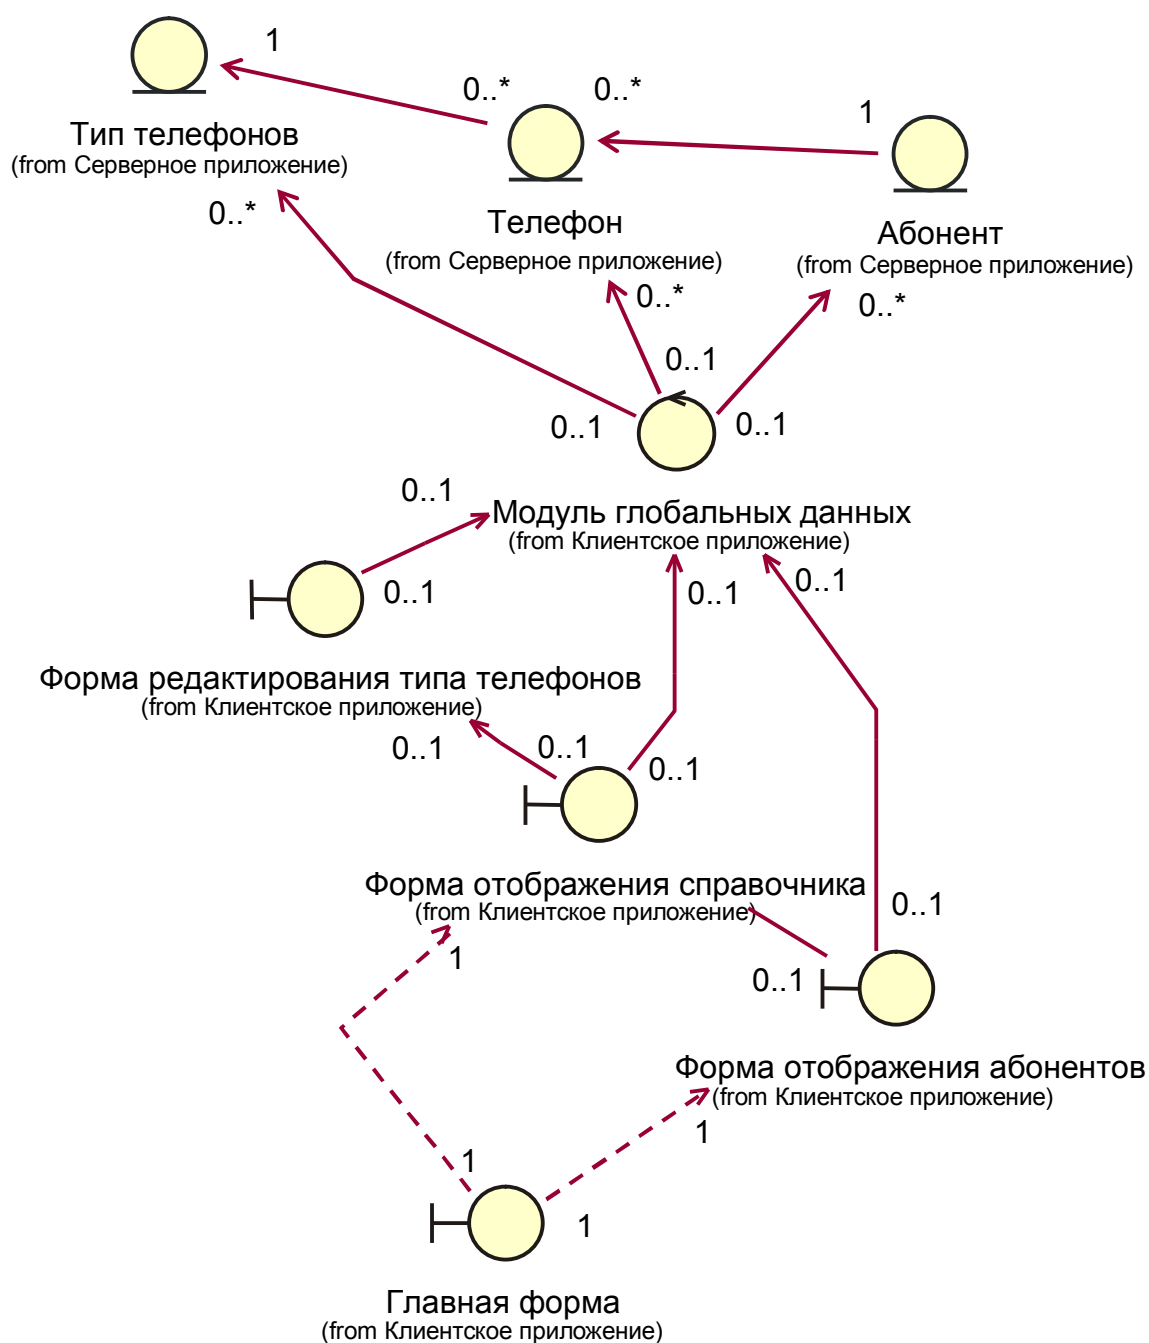 1
0..*
0..*
1
Тип телефонов
(from Серверное приложение)
0..*
Телефон
(from Серверное приложение)
Абонент
(from Серверное приложение)
0..*
0..*
0..1
0..1
0..1
0..1
Модуль глобальных данных
(from Клиентское приложение)
0..1
0..1
0..1
Форма редактирования типа телефонов
(from Клиентское приложение)
0..1
0..1
0..1
Форма отображения справочника
(from Клиентское приложение)
0..1
1
0..1
Форма отображения абонентов
(from Клиентское приложение)
1
1
1
Главная форма
(from Клиентское приложение)